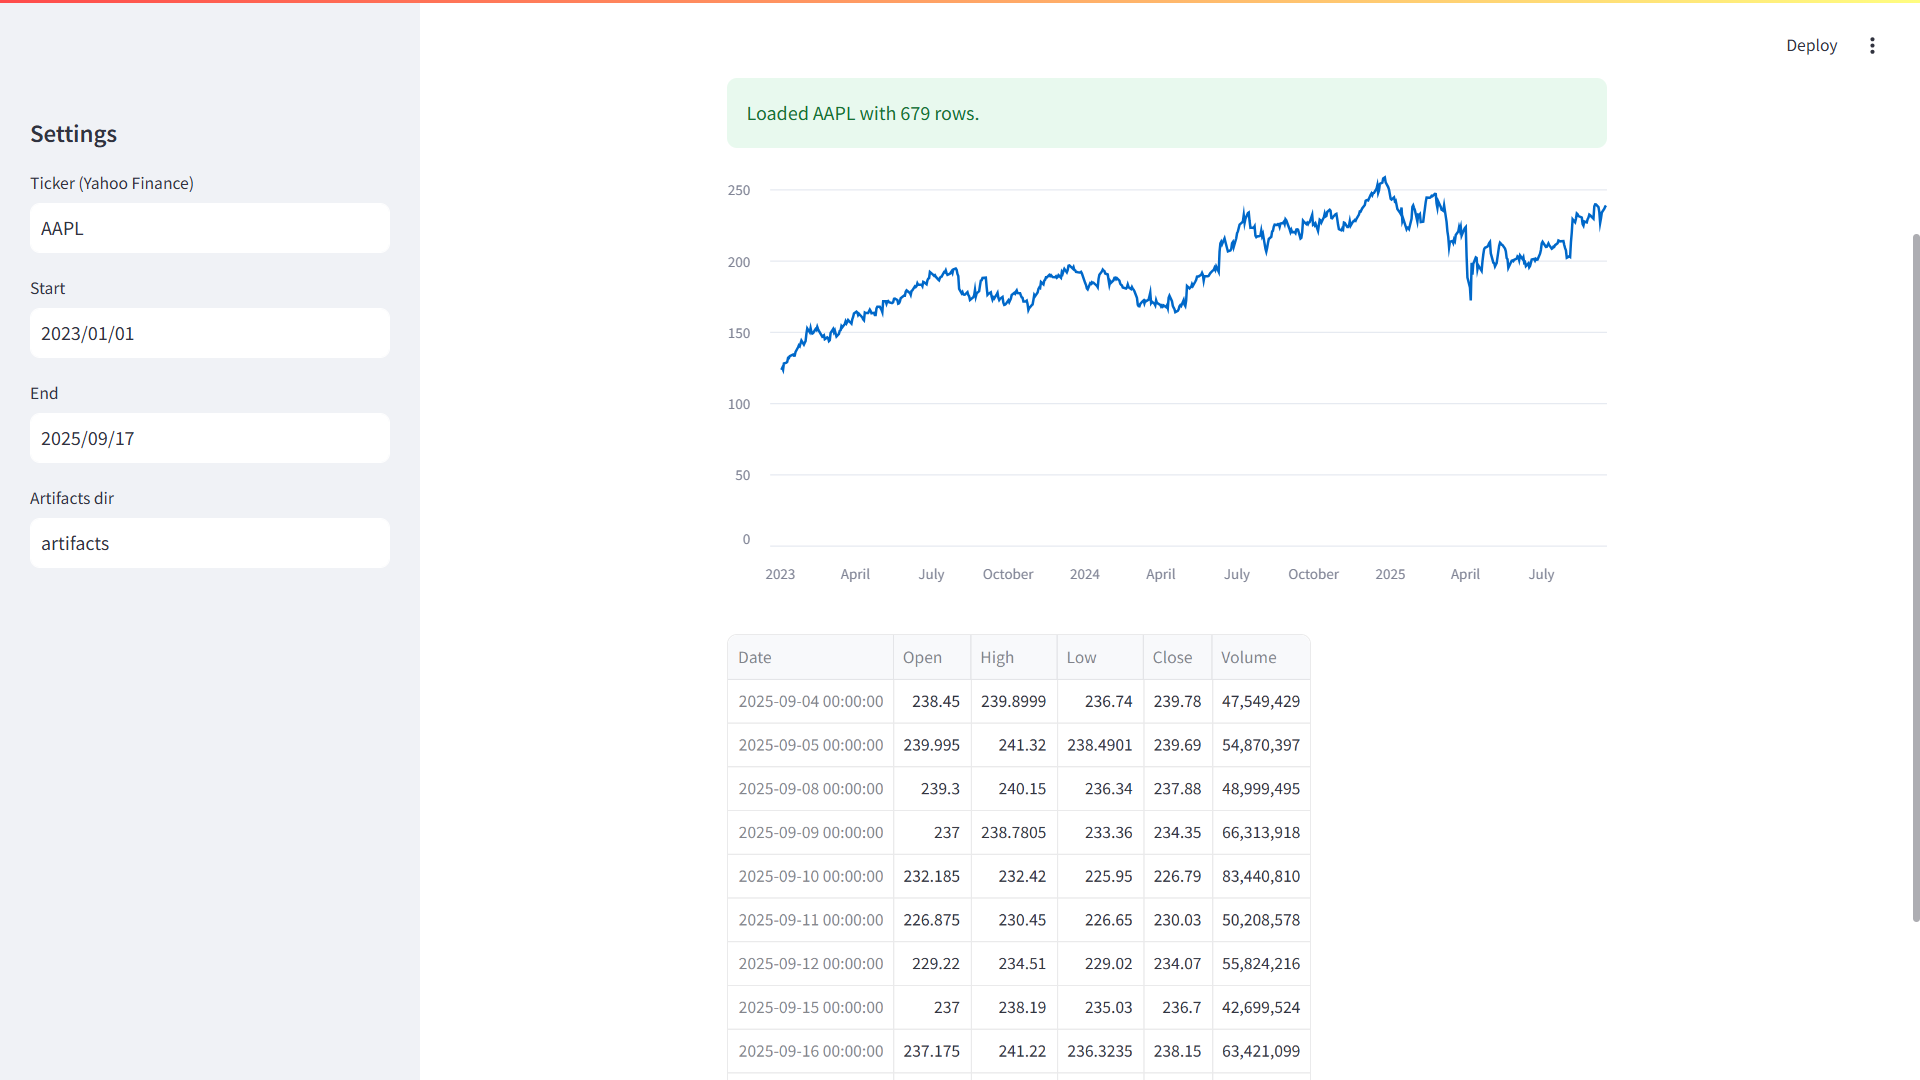 Deploy
Settings
Ticker (Yahoo Finance)
AAPL
Start
2023/01/01
End
2025/09/17
Artifacts dir
artifacts
Loaded AAPL with 679 rows.
250
200
150
100
50
0
2023 April July October 2024 April July October 2025 April July
Date Open High Low Close Volume
2025-09-04 00:00:00 238.45 239.8999 236.74 239.78 47,549,429
2025-09-05 00:00:00 239.995 241.32 238.4901 239.69 54,870,397
2025-09-08 00:00:00 239.3 240.15 236.34 237.88 48,999,495
2025-09-09 00:00:00 237 238.7805 233.36 234.35 66,313,918
2025-09-10 00:00:00 232.185 232.42 225.95 226.79 83,440,810
2025-09-11 00:00:00 226.875 230.45 226.65 230.03 50,208,578
2025-09-12 00:00:00 229.22 234.51 229.02 234.07 55,824,216
2025-09-15 00:00:00 237 238.19 235.03 236.7 42,699,524
2025-09-16 00:00:00 237.175 241.22 236.3235 238.15 63,421,099